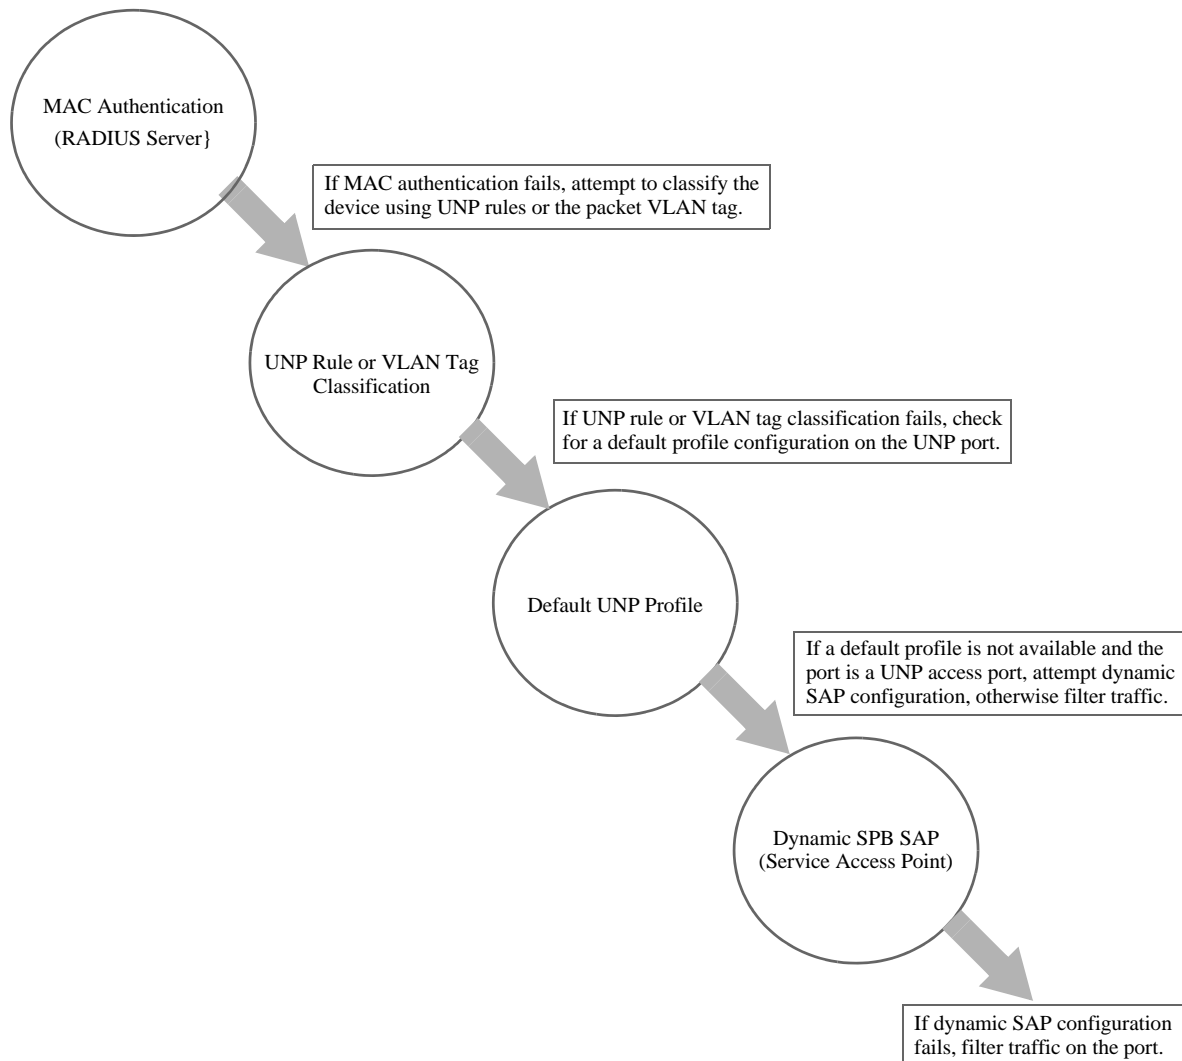 MAC Authentication
(RADIUS Server}
If MAC authentication fails, attempt to classify the
device using UNP rules or the packet VLAN tag.
UNP Rule or VLAN Tag
Classification
If UNP rule or VLAN tag classification fails, check
for a default profile configuration on the UNP port.
Default UNP Profile
If a default profile is not available and the
port is a UNP access port, attempt dynamic
SAP configuration, otherwise filter traffic.
Dynamic SPB SAP
(Service Access Point)
If dynamic SAP configuration
fails, filter traffic on the port.